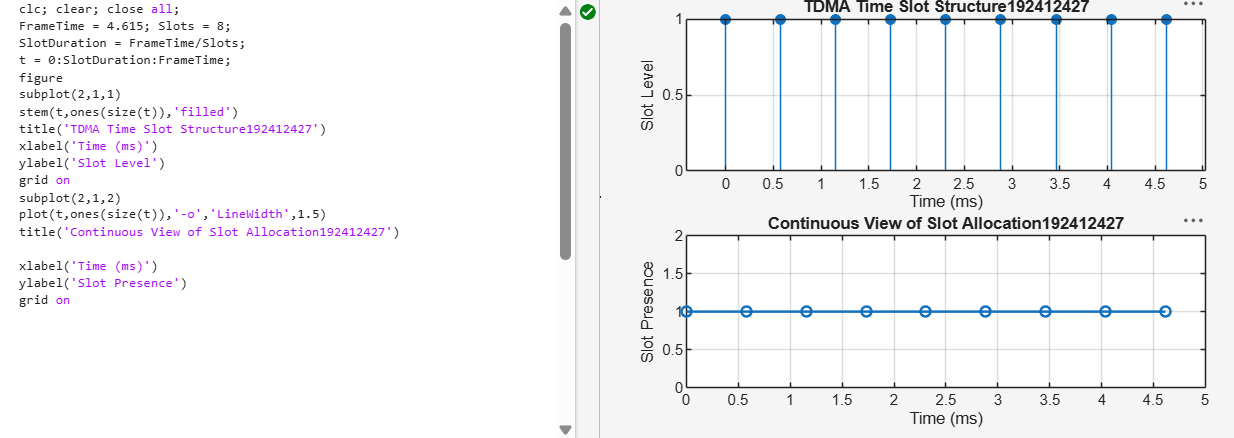 clc; clear; close all;
FrameTime = 4.615; Slots = 8;
SlotDuration = FrameTime/Slots;
t = 0:SlotDuration:FrameTime;
figure
subplot(2,1,1)
stem(t,ones(size(t)),'filled')
title('TDMA Time Slot Structure192412427')
xlabel('Time (ms)')
ylabel('Slot Level')
grid on
subplot(2,1,2)
plot(t,ones(size(t)),'-o','LineWidth',1.5)
title('Continuous View of Slot Allocation192412427')
xlabel('Time (ms)')
ylabel('Slot Presence')
grid on
TDMA Time Slot Structure192412427
Slot Level
1
0.5
0
0 0.5 1 1.5 2 2.5 3 3.5 4 4.5 5
Time (ms)
Continuous View of Slot Allocation192412427
Slot Presence
2
1.5
1
0.5
0
0 0.5 1 1.5 2 2.5 3 3.5 4 4.5 5
Time (ms)